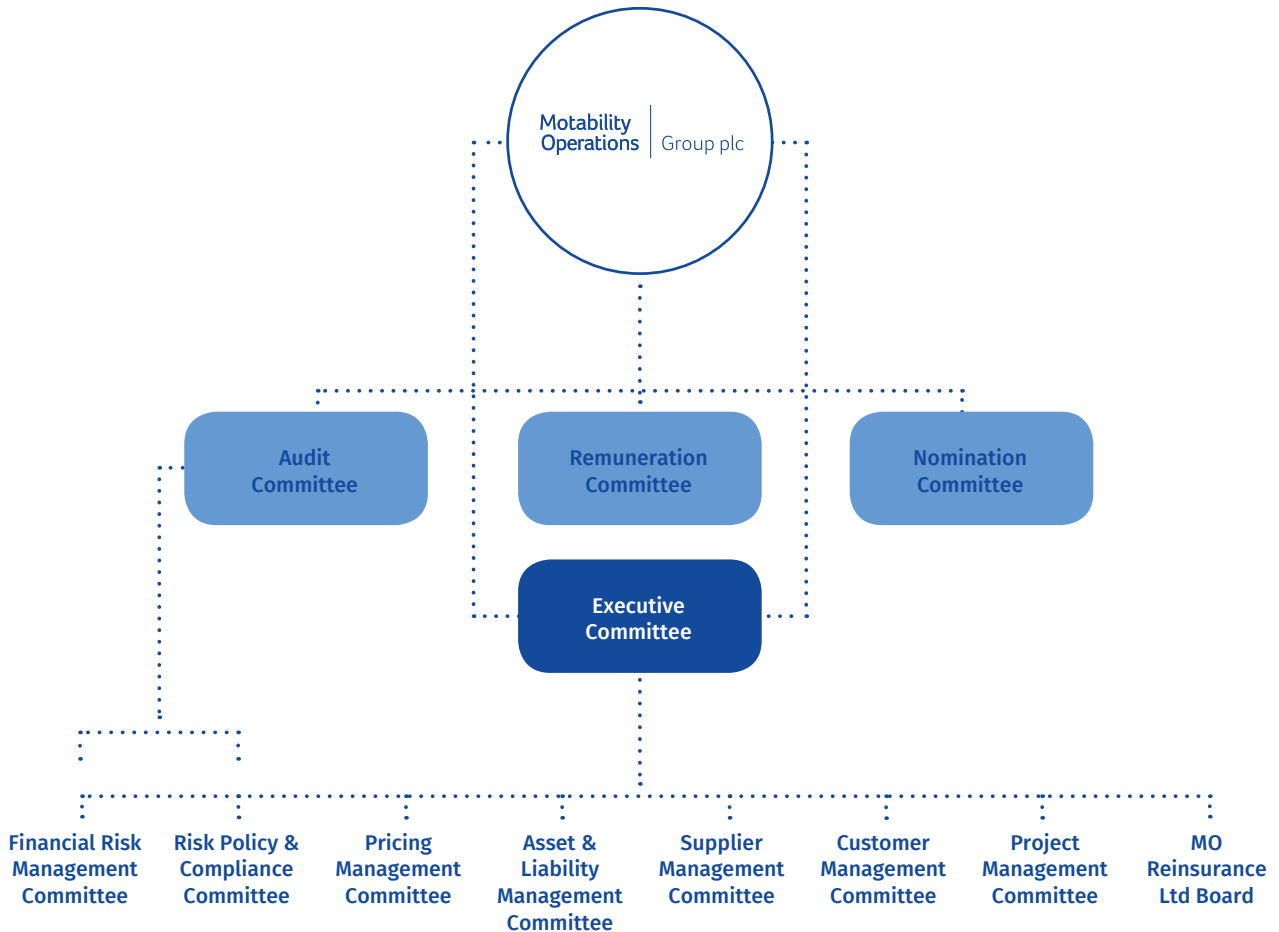 Motability
Operations
Group plc
Audit
Committee
Remuneration
Committee
Nomination
Committee
Executive
Committee
Financial Risk
Management
Committee
Risk Policy &
Compliance
Committee
Pricing
Management
Committee
Asset &
Liability
Management
Committee
Supplier
Management
Committee
Customer
Management
Committee
Project
Management
Committee
MO
Reinsurance
Ltd Board